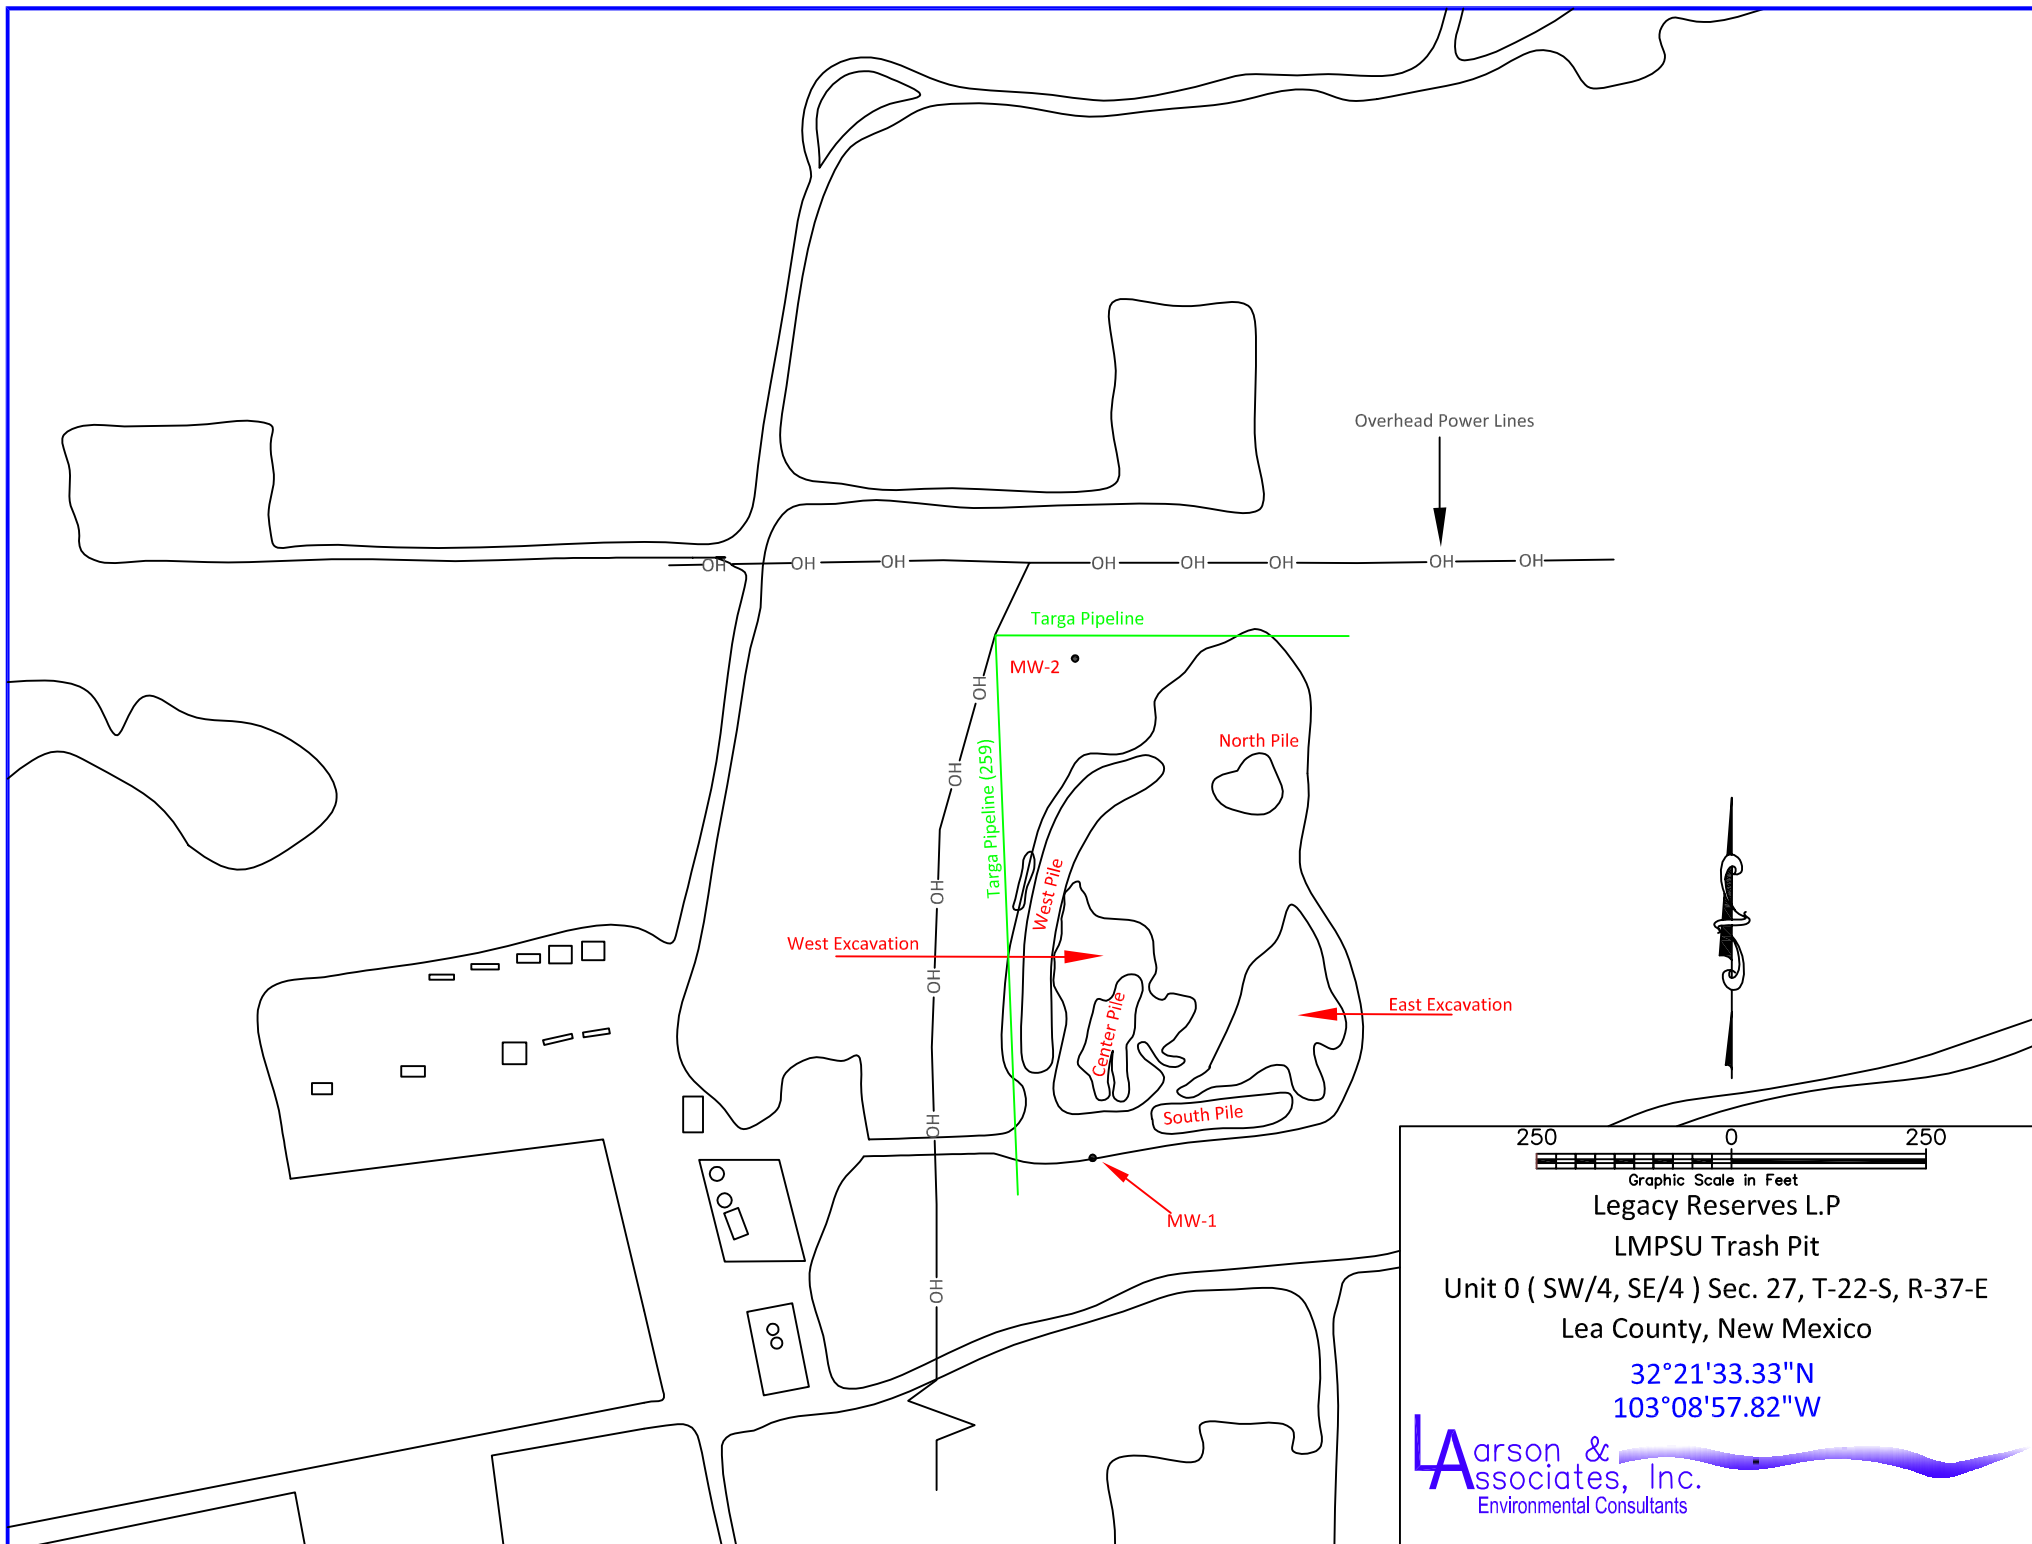 Overhead Power Lines
OH
OH
OH
OH
OH
OH
OH
OH
Targa Pipeline
MW-2
OH
North Pile
Targa Pipeline (259)
OH
West Pile
OH
West Excavation
OH
Center Pile
East Excavation
South Pile
OH
MW-1
OH
250 0 250
Graphic Scale in Feet
Legacy Reserves L.P
LMPSU Trash Pit
Unit 0 ( SW/4, SE/4 ) Sec. 27, T-22-S, R-37-E
Lea County, New Mexico
32°21'33.33"N
103°08'57.82"W
Larson &
Associates, Inc.
Environmental Consultants